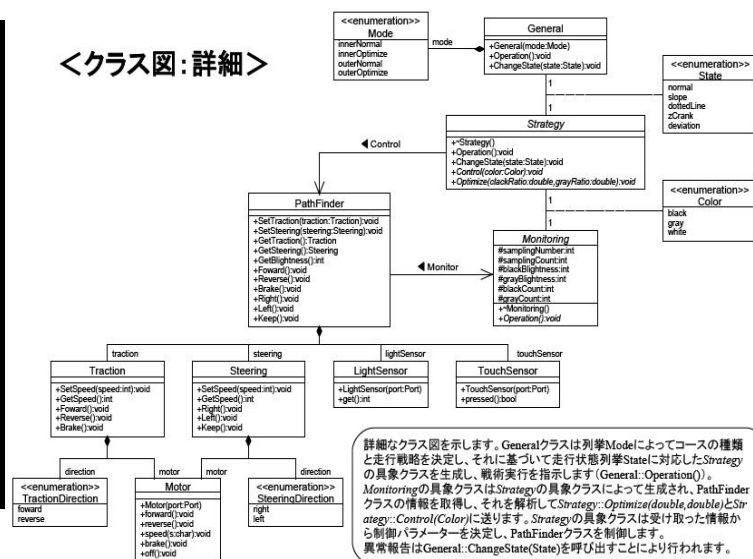 ＜クラス図：詳細＞
<<enumeration>>
Mode
innerNormal
innerOptimize
outerNormal
outerOptimize
mode
General
+General(mode:Mode)
+Operation():void
+ChangeState(state:State):void
<<enumeration>>
State
normal
slope
dottedLine
zCrank
deviation
1
1
Strategy
+~Strategy()
+Operation():void
+ChangeState(state:State):void
+Control(color:Color):void
+Optimize(clackRatio:double,grayRatio:double):void
◀ Control
<<enumeration>>
Color
black
gray
white
1
1
PathFinder
+SetTraction(traction:Traction):void
+SetSteering(steering:Steering):void
+GetTraction():Traction
+GetSteering():Steering
+GetBlightness():int
+Foward():void
+Reverse():void
+Brake():void
+Right():void
+Left():void
+Keep():void
◀ Monitor
Monitoring
#samplingNumber:int
#samplingCount:int
#blackBlightness:int
#grayBlightness:int
#blackCount:int
#grayCount:int
+~Monitoring()
+Operation():void
traction
steering
lightSensor
touchSensor
Traction
+SetSpeed(speed:int):void
+GetSpeed():int
+Foward():void
+Reverse():void
+Brake():void
Steering
+SetSpeed(speed:int):void
+GetSpeed():int
+Right():void
+Left():void
+Keep():void
LightSensor
+LightSensor(port:Port)
+get():int
TouchSensor
+TouchSensor(port:Port)
+pressed():bool
direction
motor
motor
direction
<<enumeration>>
TractionDirection
foward
reverse
Motor
+Motor(port:Port)
+forward():void
+reverse():void
+speed(s:char):void
+brake():void
+off():void
<<enumeration>>
SteeringDirection
right
left
詳細なクラス図を示します。Generalクラスは列挙Modeによってコースの種類
と走行戦略を決定し、それに基づいて走行状態列挙Stateに対応したStrategy
の具象クラスを生成し、戦術実行を指示します(General::Operation())。
Monitoringの具象クラスはStrategyの具象クラスによって生成され、PathFinder
クラスの情報を取得し、それを解析してStrategy::Optimize(double,double)とStr
ategy::Control(Color)に送ります。Strategyの具象クラスは受け取った情報か
ら制御パラメーターを決定し、PathFinderクラスを制御します。
異常報告はGeneral::ChangeState(State)を呼び出すことにより行われます。